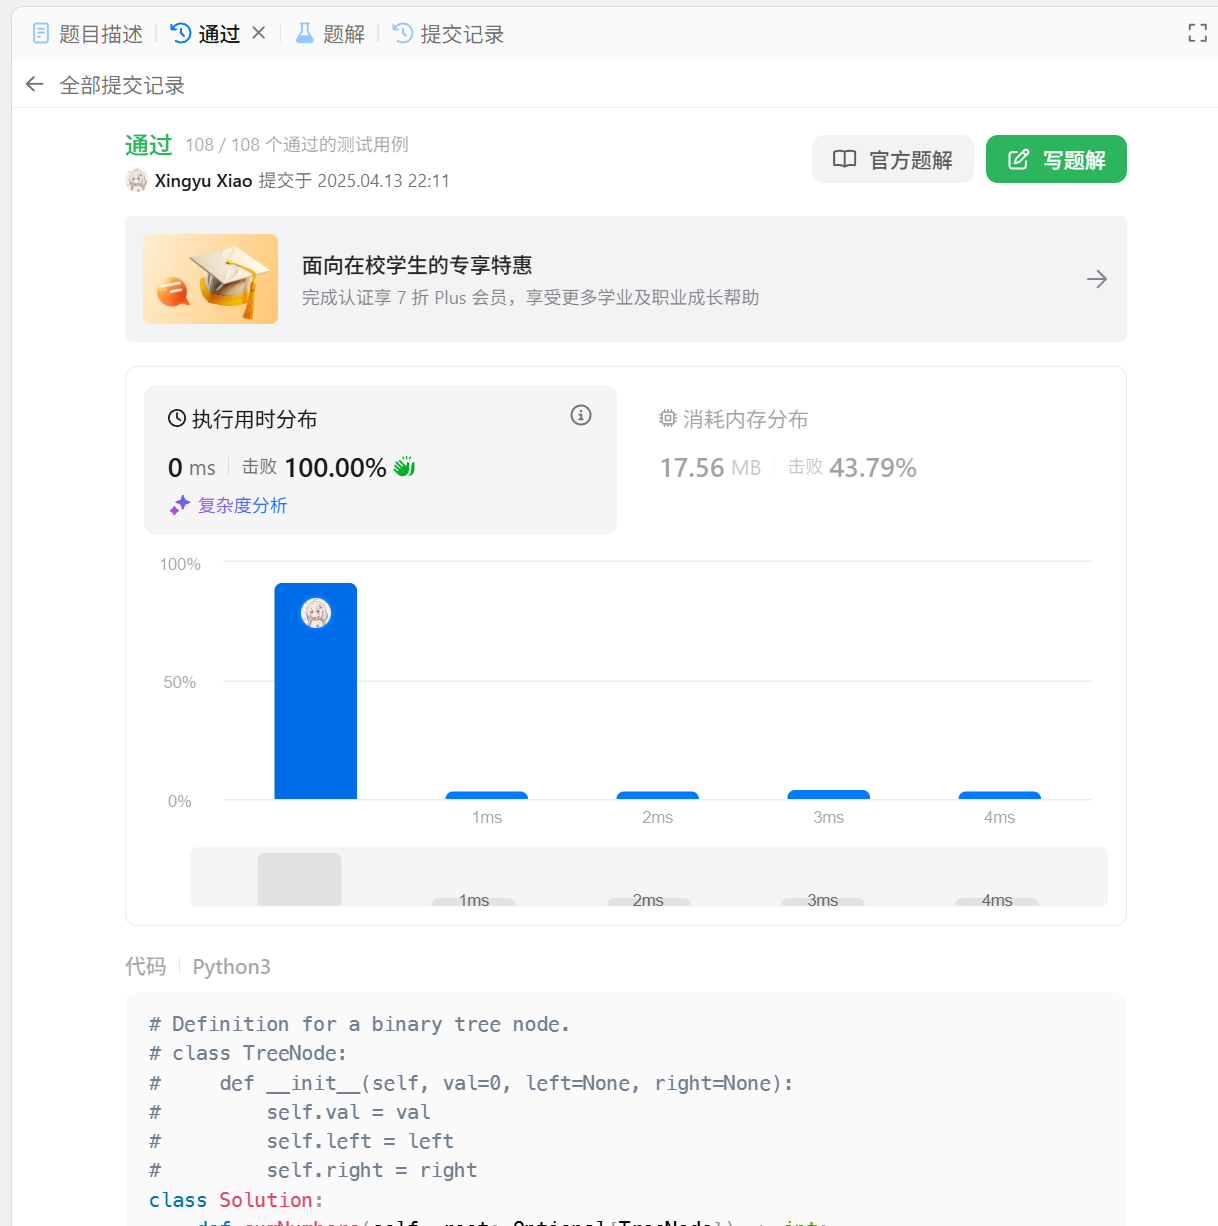 题目描述 通过 题解 提交记录
全部提交记录
通过 108 / 108 个通过的测试用例
Xingyu Xiao 提交于 2025.04.13 22:11
官方题解 写题解
面向在校学生的专享特惠
完成认证享 7 折 Plus 会员，享受更多学业及职业成长帮助
执行用时分布
0 ms 击败 100.00%
复杂度分析
消耗内存分布
17.56 MB 击败 43.79%
100%
50%
0%
1ms 2ms 3ms 4ms
1ms 2ms 3ms 4ms
代码 Python3
# Definition for a binary tree node.
# class TreeNode:
#     def __init__(self, val=0, left=None, right=None):
#         self.val = val
#         self.left = left
#         self.right = right
class Solution:
    def sumNumbers(self, root: Optional[TreeNode]) -> int: